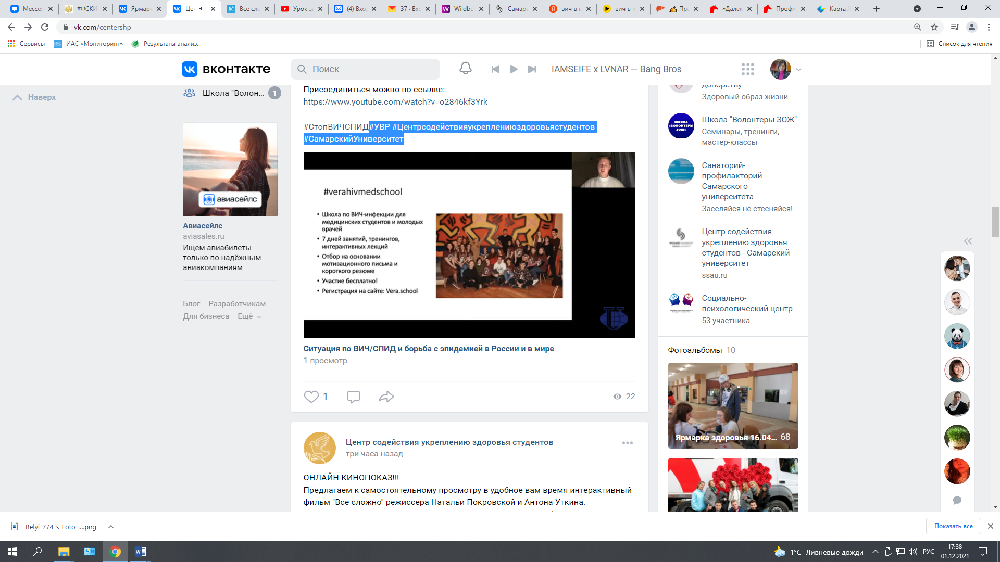 Мессен
#ФСКИ
Ярмар
Це
Всё сло
Урок з
(4) Вхо
37 · Вхо
Wildbe
Самар
вич в
вич в
Пра
«Далек
Профи
Карта
vk.com/centershp
Сервисы
ИАС «Мониторинг»
Результаты анализ...
Список для чтения
вконтакте
Поиск
IAMSEIFE x LVNAR — Bang Bros
Наверх
Школа "Волон... 1
Авиасейлс
авиасейлс
aviasales.ru
Ищем авиабилеты
только по надёжным
авиакомпаниям
Блог Разработчикам
Для бизнеса Ещё
Присоединиться можно по ссылке:
https://www.youtube.com/watch?v=o2846kf3Yrk
#СтопВИЧСПИД#УВР #Центрсодействияукреплениюздоровьястудентов
#СамарскийУниверситет
#verahivmedschool
• Школа по ВИЧ-инфекции для
медицинских студентов и молодых
врачей
• 7 дней занятий, тренингов,
интерактивных лекций
• Отбор на основании
мотивационного письма и
короткого резюме
• Участие бесплатно!
• Регистрация на сайте: Vera.school
Ситуация по ВИЧ/СПИД и борьба с эпидемией в России и в мире
1 просмотр
1
22
Центр содействия укреплению здоровья студентов
три часа назад
ОНЛАЙН-КИНОПОКАЗ!!!
Предлагаем к самостоятельному просмотру в удобное вам время интерактивный
фильм "Все сложно" режиссера Натальи Покровской и Антона Уткина.
донорству
Здоровый образ жизни
ШКОЛА
«ВОЛОНТЕРЫ
ЗОЖ»
Школа "Волонтеры ЗОЖ"
Семинары, тренинги,
мастер-классы
Санаторий-
профилакторий
Самарского
университета
Заселяйся не стесняйся!
Центр содействия
укреплению здоровья
студентов - Самарский
университет
ssau.ru
Социально-
психологический центр
53 участника
Фотоальбомы 10
Ярмарка здоровья 16.04... 68
Belyi_774_s_Foto_....png
Показать все
1°C Ливневые дожди
РУС
17:38
01.12.2021